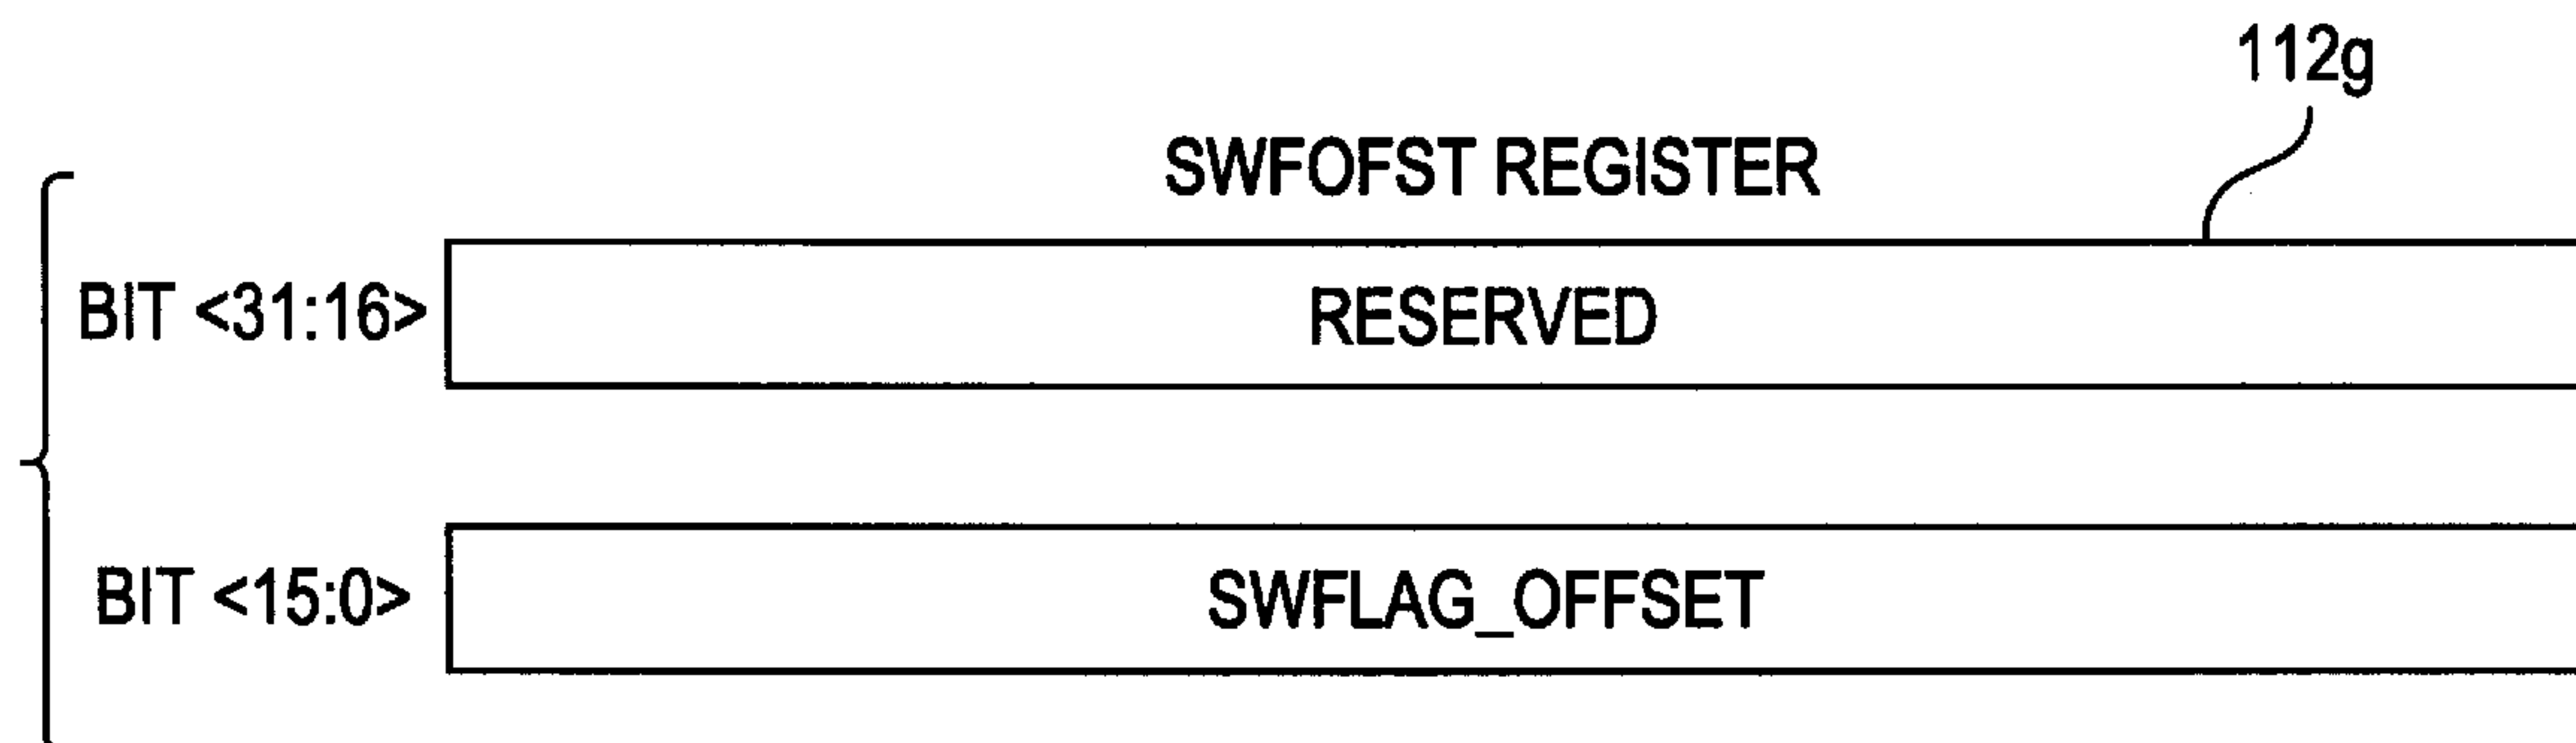 112g
SWFOFST REGISTER
BIT <31:16> RESERVED
BIT <15:0> SWFLAG_OFFSET